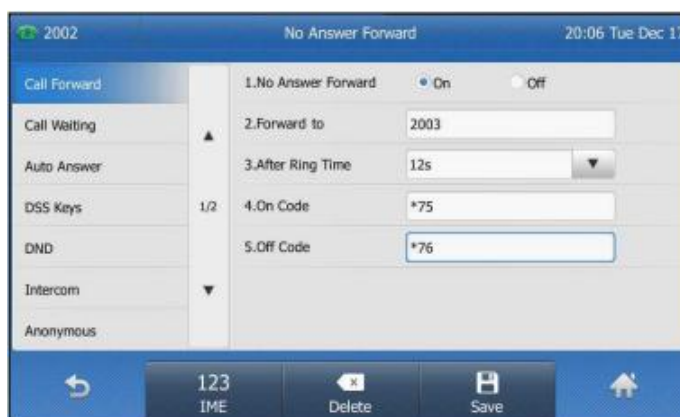 2002 No Answer Forward 20:06 Tue Dec 17
Call Forward
Call Waiting
Auto Answer
DSS Keys
DND
Intercom
Anonymous
1/2
1.No Answer Forward On Off
2.Forward to 2003
3.After Ring Time 12s
4.On Code *75
5.Off Code *76
123
IME
Delete
Save